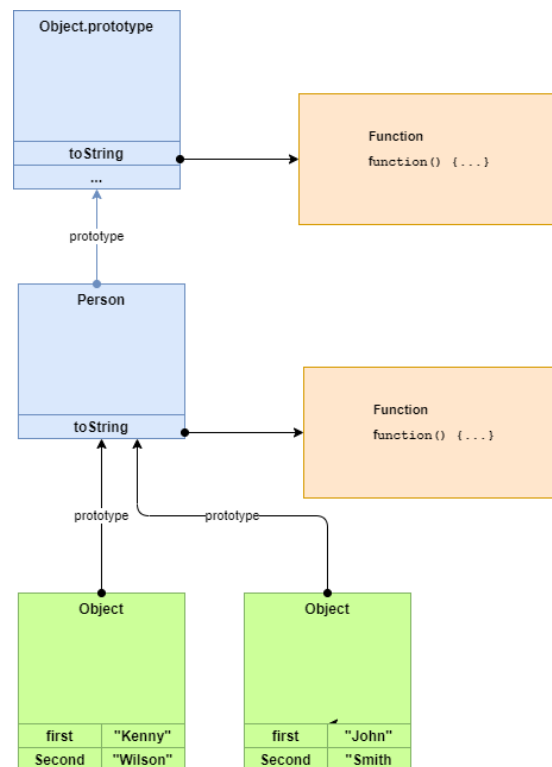 Object.prototype
toString
...
Function
function() {...}
prototype
Person
toString
Function
function() {...}
prototype
prototype
Object
first "Kenny"
Second "Wilson"
Object
first "John"
Second "Smith